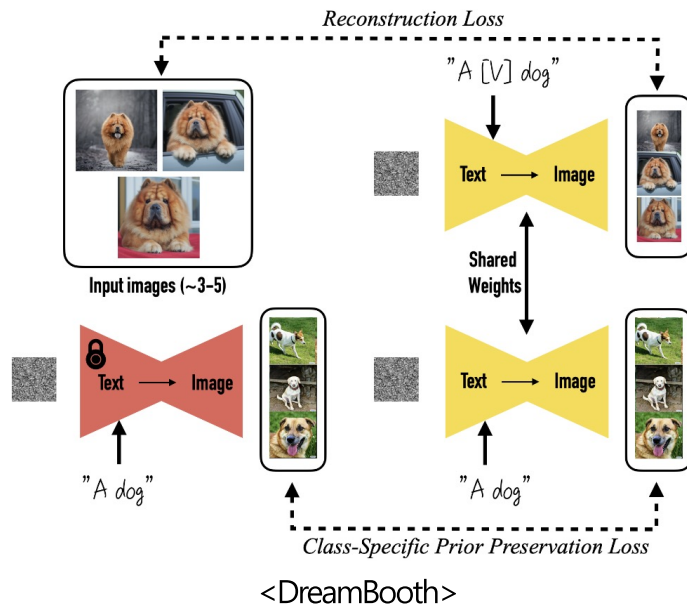 Reconstruction Loss
"A [V] dog"
Text → Image
Input images (~3-5)
Shared
Weights
Text → Image
Text → Image
"A dog"
"A dog"
Class-Specific Prior Preservation Loss
<DreamBooth>